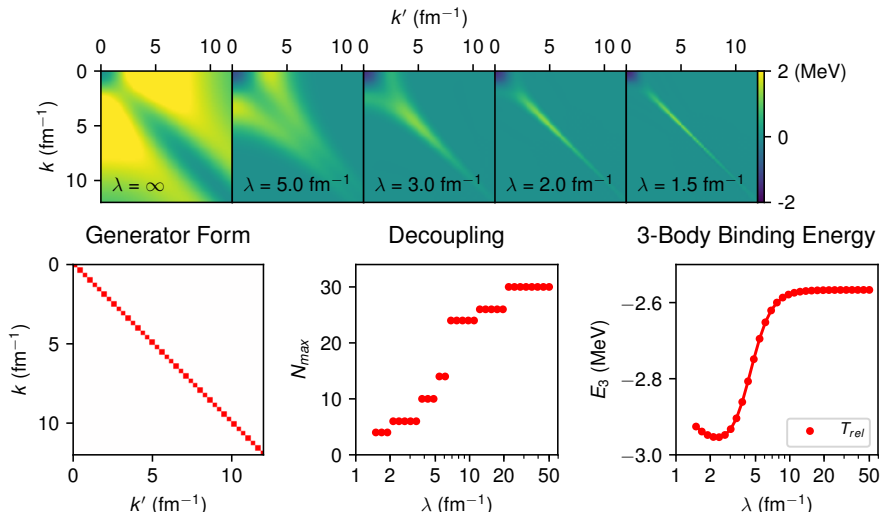 k′ (fm⁻¹)
0 5 10 0 5 10 0 5 10 0 5 10 0 5 10
0
5
10
k (fm⁻¹)
2 (MeV)
0
-2
λ = ∞
λ = 5.0 fm⁻¹
λ = 3.0 fm⁻¹
λ = 2.0 fm⁻¹
λ = 1.5 fm⁻¹
Generator Form
0
5
10
k (fm⁻¹)
0 5 10
k′ (fm⁻¹)
Decoupling
30
20
10
0
N_max
1 2 5 10 20 50
λ (fm⁻¹)
3-Body Binding Energy
−2.6
−2.8
−3.0
E₃ (MeV)
T_rel
1 2 5 10 20 50
λ (fm⁻¹)